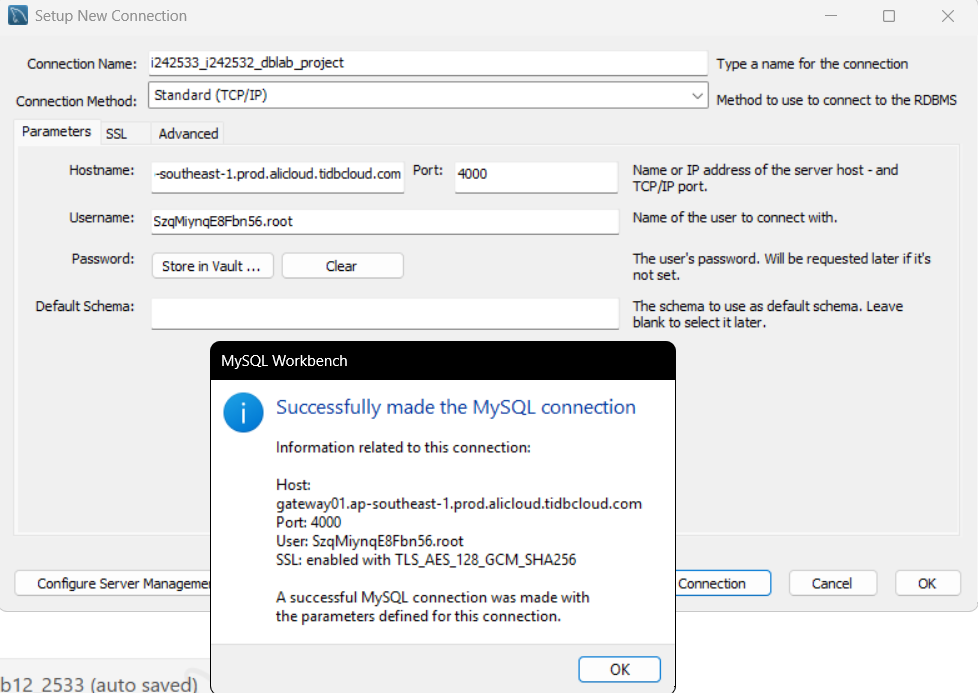 Setup New Connection
Connection Name: i242533_i242532_dblab_project Type a name for the connection
Connection Method: Standard (TCP/IP) Method to use to connect to the RDBMS
Parameters SSL Advanced
Hostname: -southeast-1.prod.alicloud.tidbcloud.com Port: 4000 Name or IP address of the server host - and
TCP/IP port.
Username: SzqMiynqE8Fbn56.root Name of the user to connect with.
Password: Store in Vault ... Clear The user's password. Will be requested later if it's
not set.
Default Schema: The schema to use as default schema. Leave
blank to select it later.
MySQL Workbench
Successfully made the MySQL connection
Information related to this connection:
Host:
gateway01.ap-southeast-1.prod.alicloud.tidbcloud.com
Port: 4000
User: SzqMiynqE8Fbn56.root
SSL: enabled with TLS_AES_128_GCM_SHA256
A successful MySQL connection was made with
the parameters defined for this connection.
OK
Configure Server Managemen Connection Cancel OK
b12_2533 (auto saved)